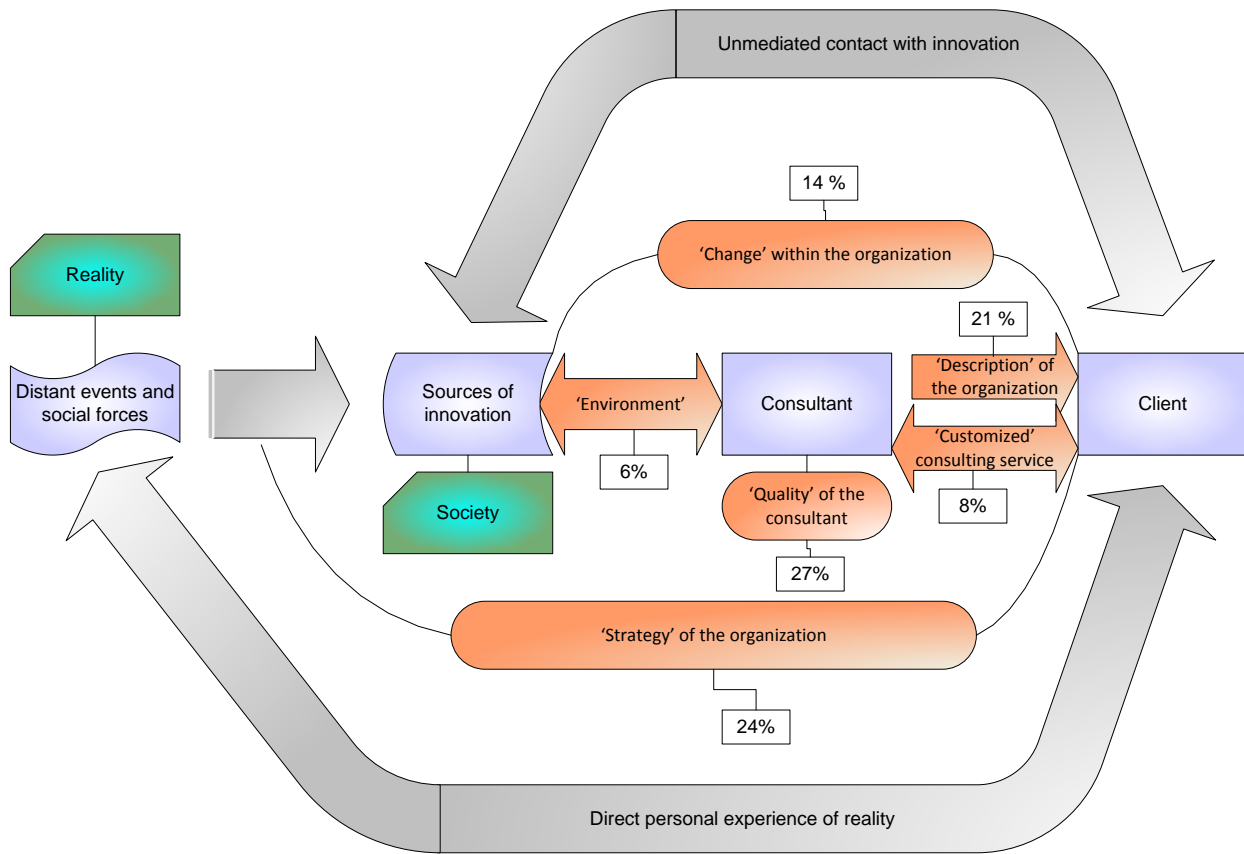 Unmediated contact with innovation
14 %
‘Change’ within the organization
Reality
21 %
Distant events and
social forces
Sources of
innovation
‘Environment’
Consultant
‘Description’ of
the organization
Client
‘Customized’
consulting service
6%
8%
Society
‘Quality’ of the
consultant
27%
‘Strategy’ of the organization
24%
Direct personal experience of reality